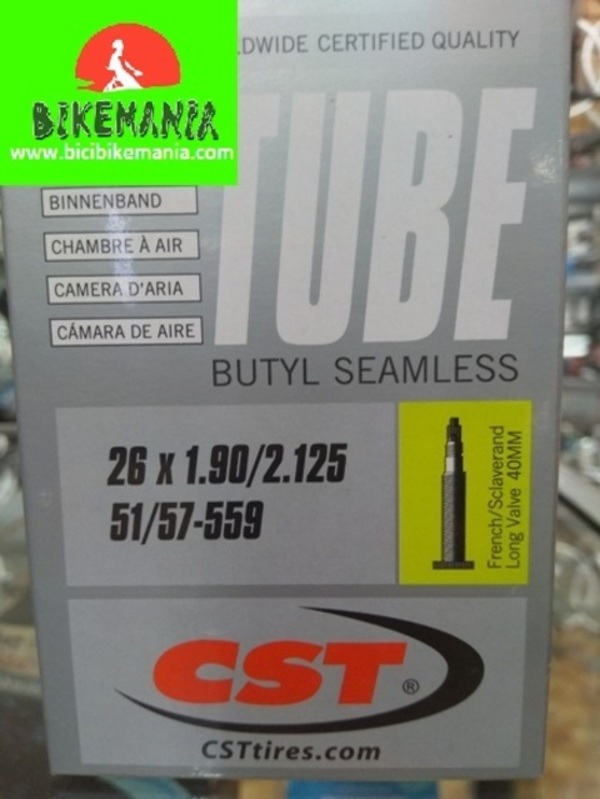 BIKEMANIA
www.bicibikemania.com
CERTIFIED QUALITY
TUBE
BINNENBAND
CHAMBRE À AIR
CAMERA D'ARIA
CÁMARA DE AIRE
BUTYL SEAMLESS
26 x 1.90/2.125
51/57-559
French/Sclaverand
Long Valve 40MM
CST®
CSTtires.com